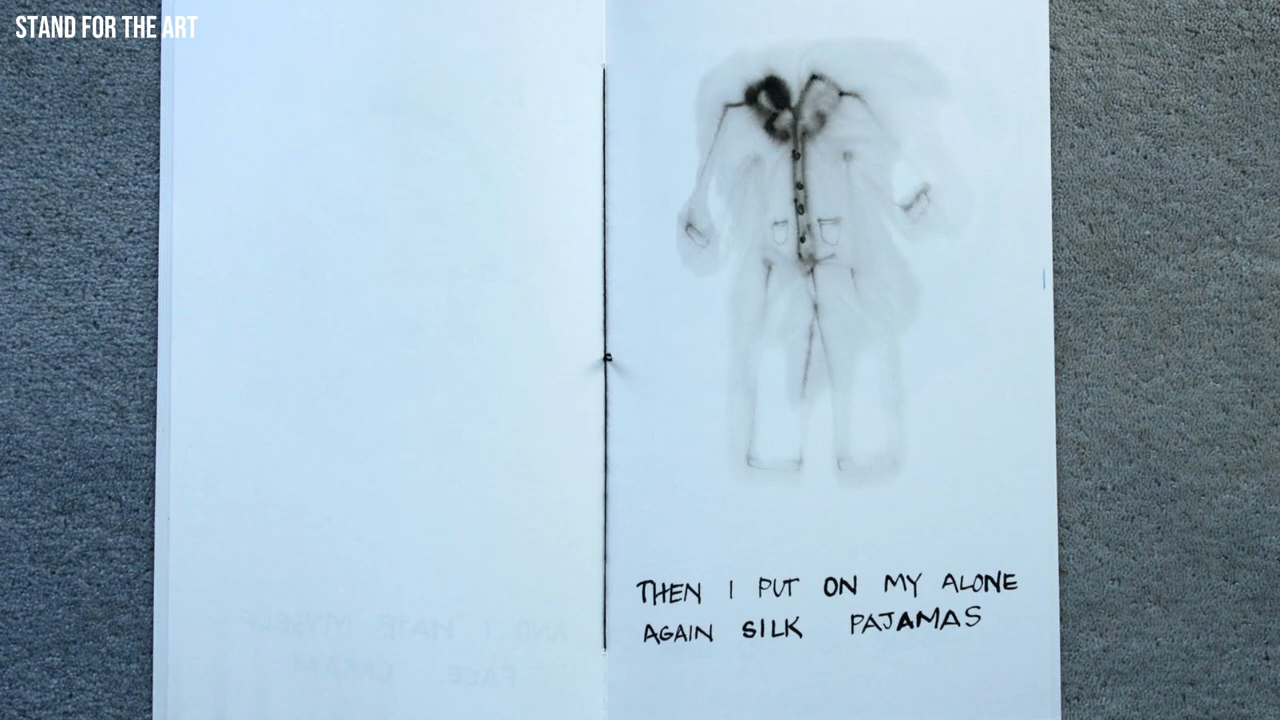 STAND FOR THE ART
THEN I PUT ON MY ALONE
AGAIN SILK PAJAMAS